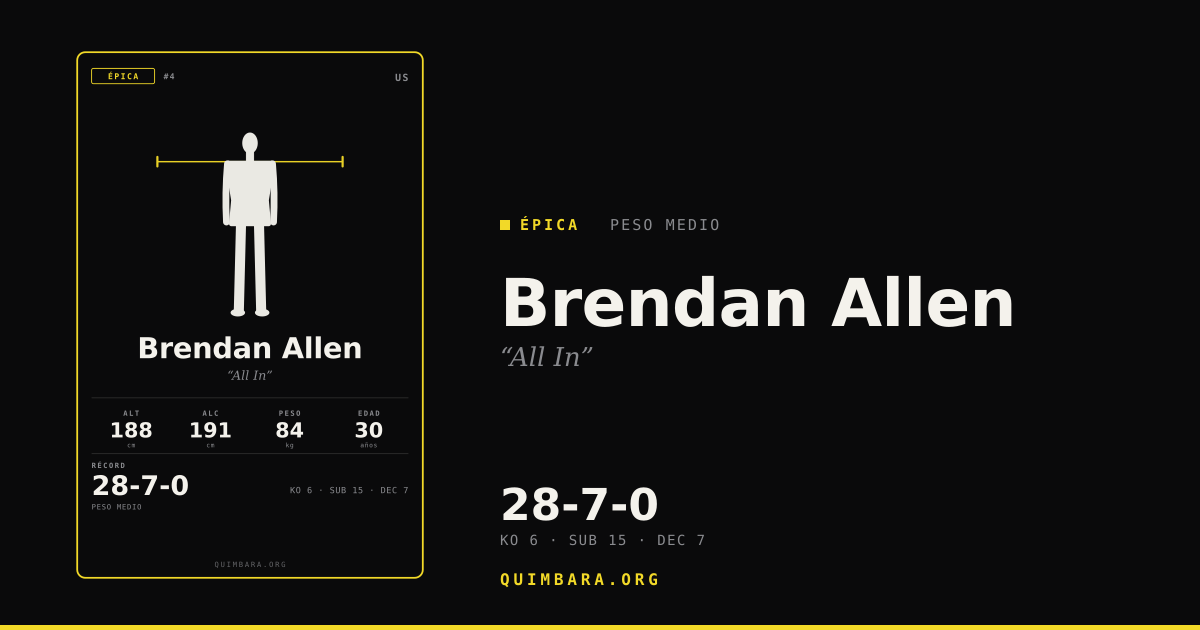 ÉPICA #4 US
Brendan Allen
“All In”
ALT ALC PESO EDAD
188 191 84 30
cm cm kg años
RÉCORD
28-7-0 KO 6 · SUB 15 · DEC 7
PESO MEDIO
QUIMBARA.ORG
ÉPICA PESO MEDIO
Brendan Allen
“All In”
28-7-0
KO 6 · SUB 15 · DEC 7
QUIMBARA.ORG